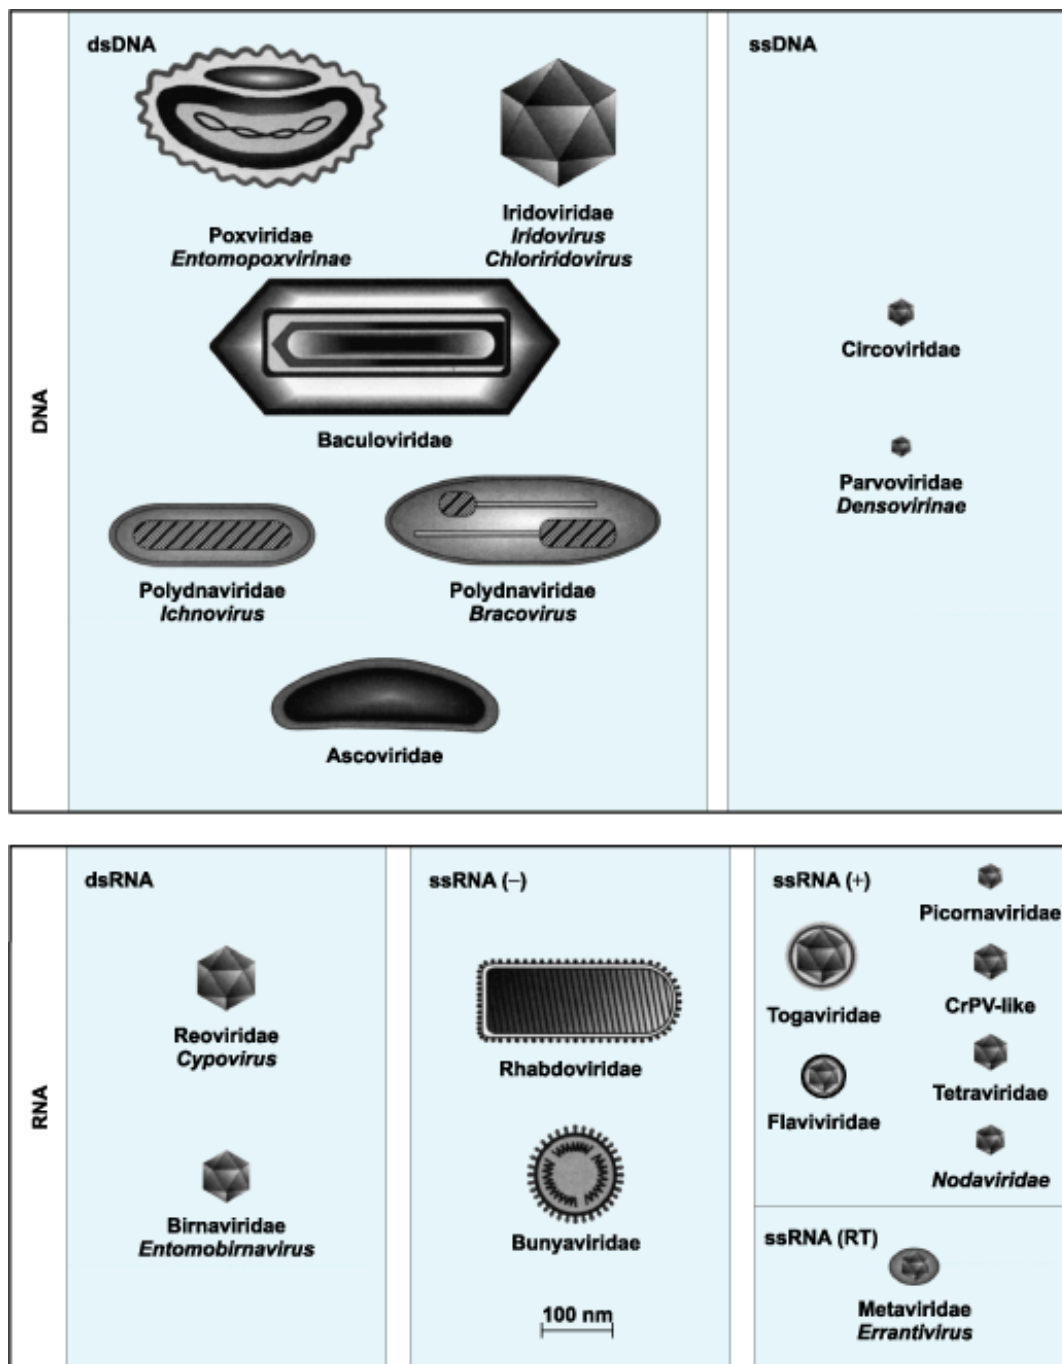 dsDNA
ssDNA
Poxviridae
Entomopoxvirinae
Iridoviridae
Iridovirus
Chloriridovirus
Circoviridae
Baculoviridae
Parvoviridae
Densovirinae
Polydnaviridae
Ichnovirus
Polydnaviridae
Bracovirus
Ascoviridae
DNA
dsRNA
ssRNA (–)
ssRNA (+)
Picornaviridae
Togaviridae
CrPV-like
Reoviridae
Cypovirus
Rhabdoviridae
Tetraviridae
Flaviviridae
Nodaviridae
Birnaviridae
Entomobirnavirus
Bunyaviridae
ssRNA (RT)
Metaviridae
Errantivirus
100 nm
RNA